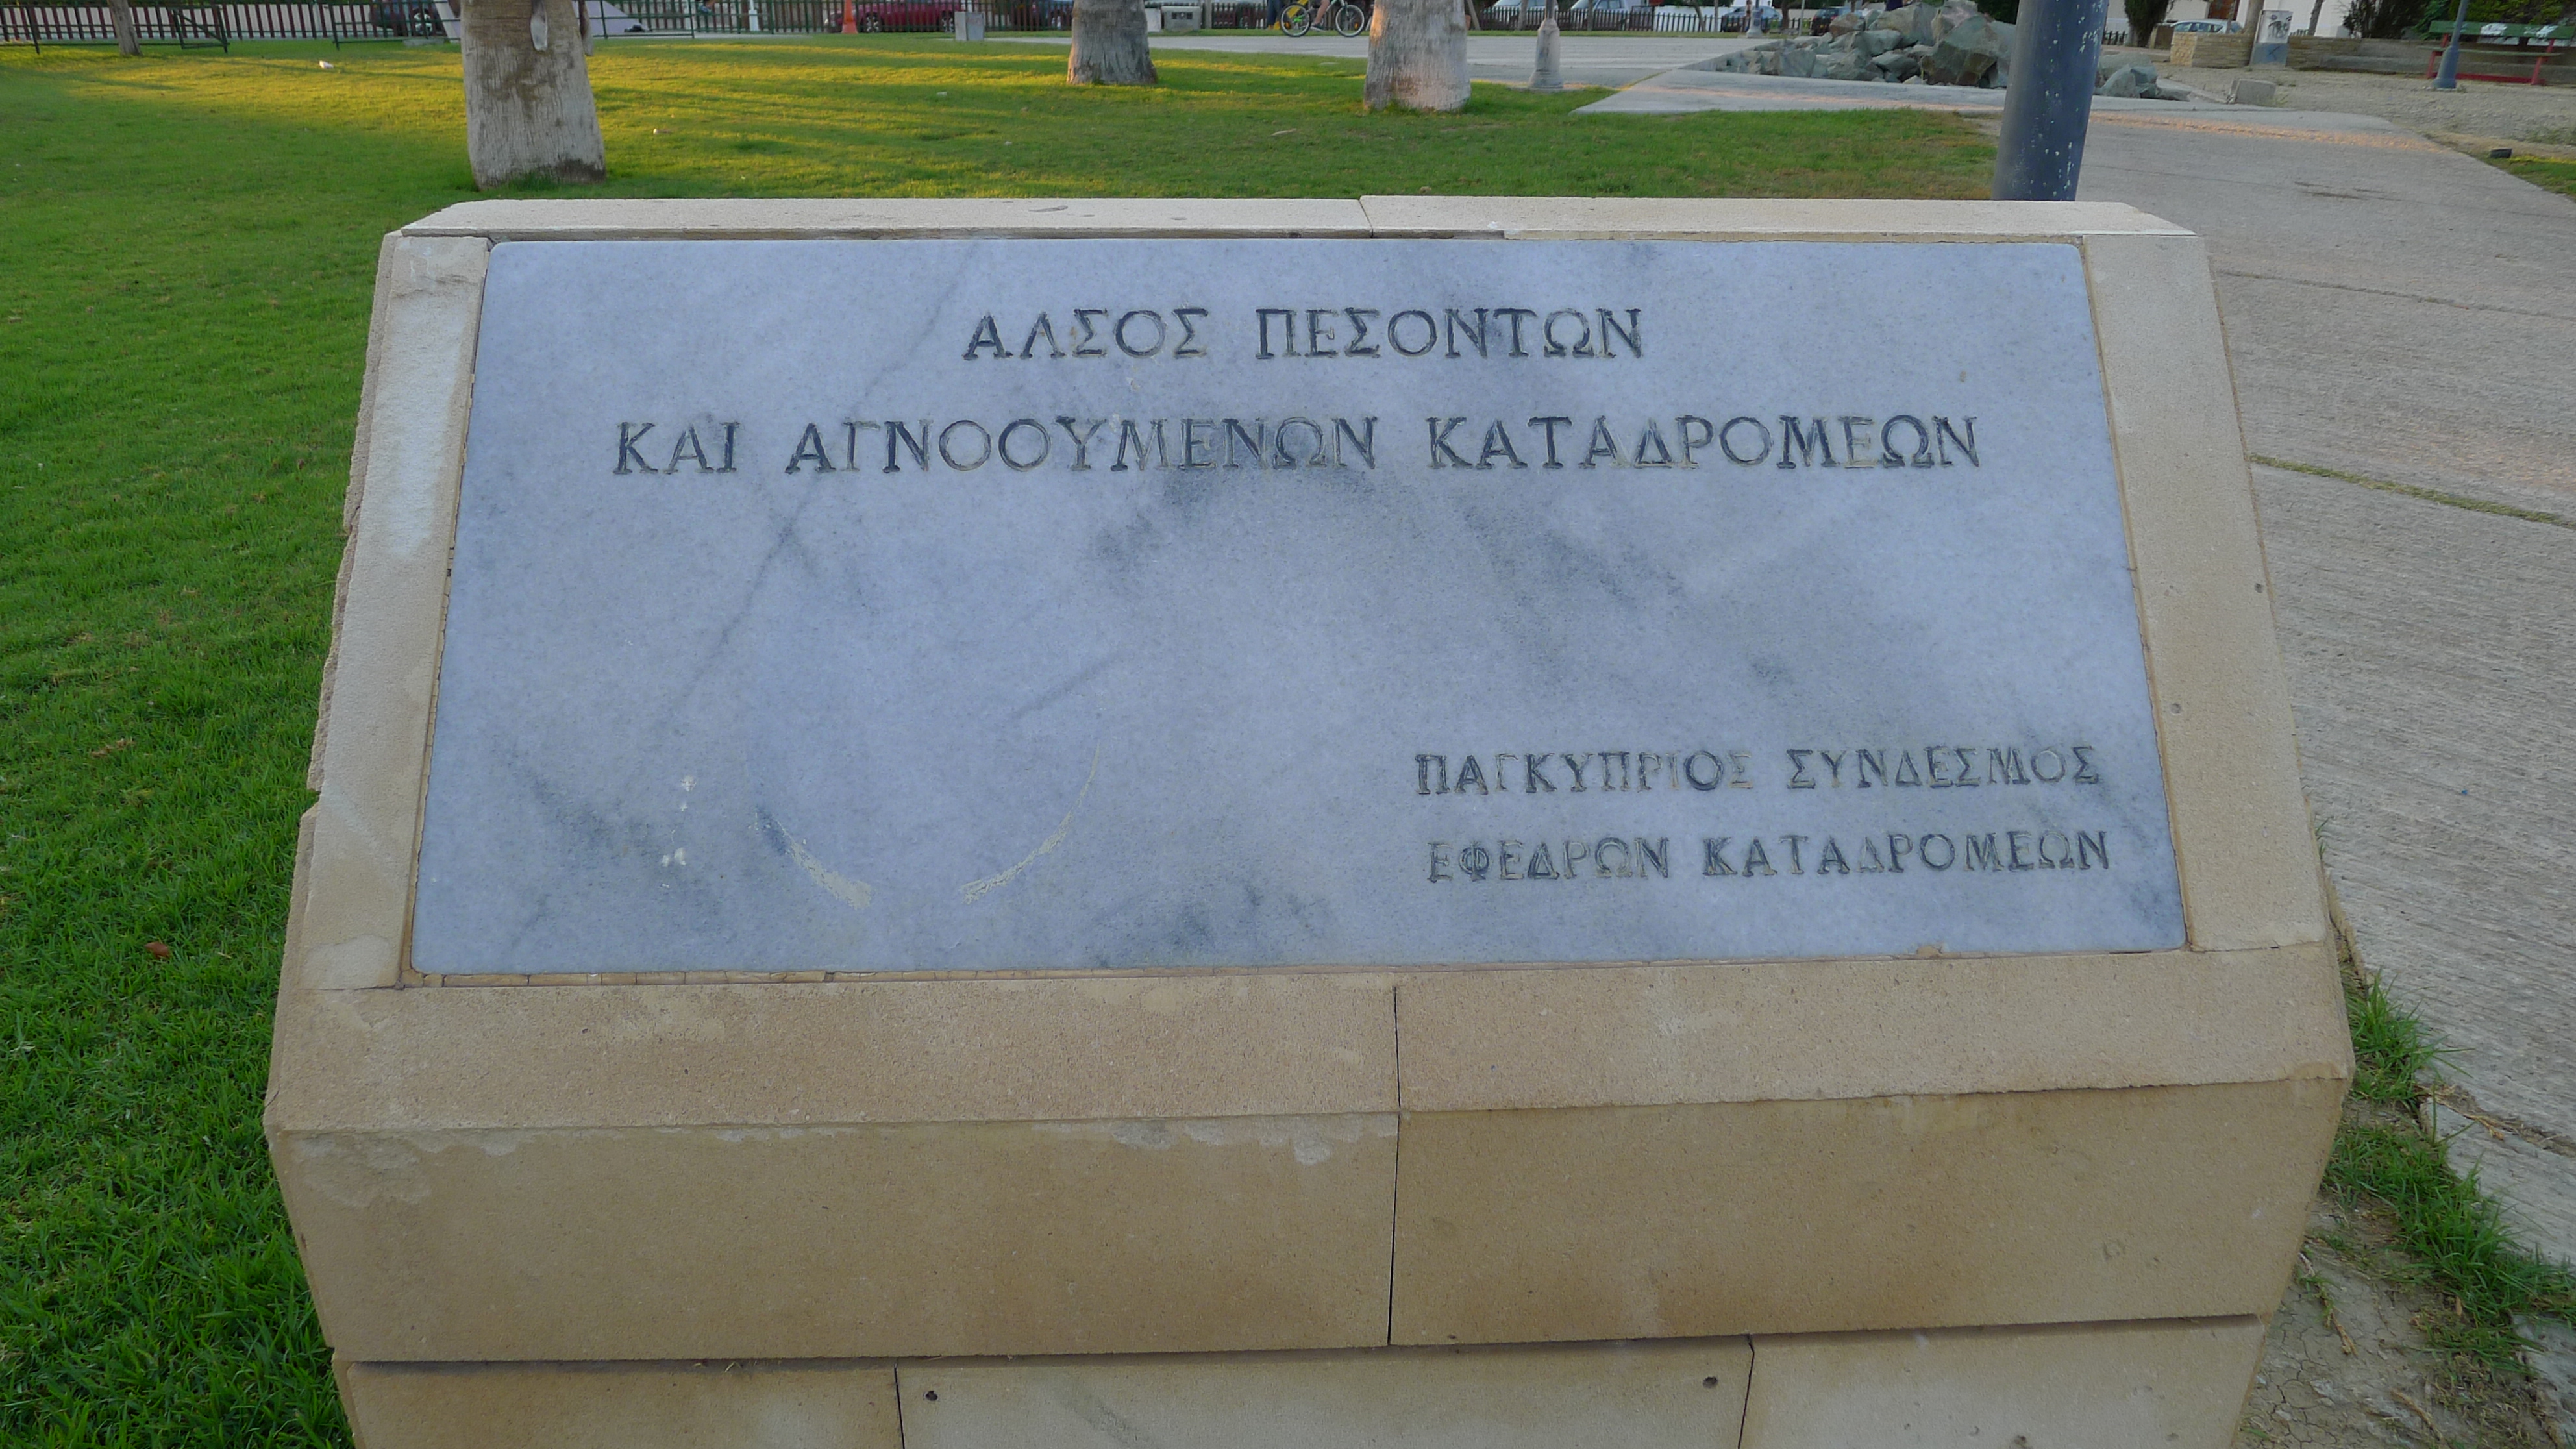 ΑΛΣΟΣ ΠΕΣΟΝΤΩΝ
ΚΑΙ ΑΓΝΟΟΥΜΕΝΩΝ ΚΑΤΑΔΡΟΜΕΩΝ
ΠΑΓΚΥΠΡΙΟΣ ΣΥΝΔΕΣΜΟΣ
ΕΦΕΔΡΩΝ ΚΑΤΑΔΡΟΜΕΩΝ